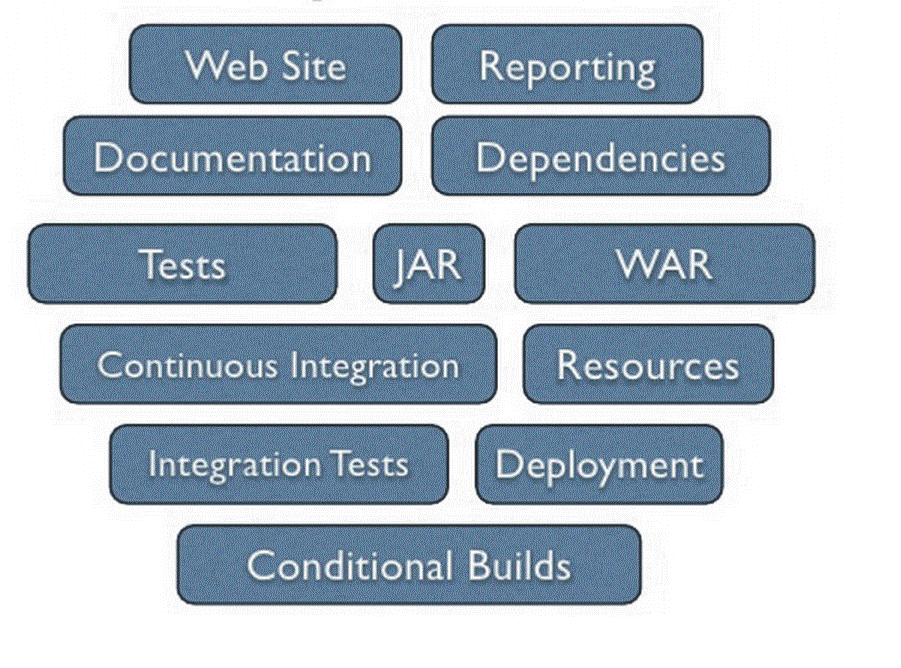 Web Site Reporting
Documentation Dependencies
Tests JAR WAR
Continuous Integration Resources
Integration Tests Deployment
Conditional Builds